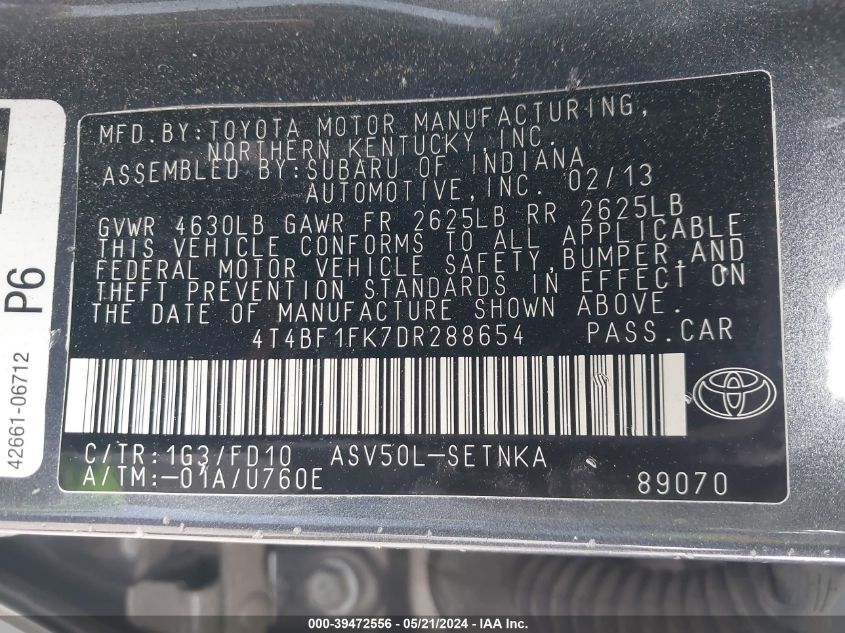 MFD.BY:TOYOTA MOTOR MANUFACTURING,
NORTHERN KENTUCKY,INC.
ASSEMBLED BY:SUBARU OF INDIANA
AUTOMOTIVE,INC. 02/13
GVWR 4630LB GAWR FR 2625LB RR 2625LB
THIS VEHICLE CONFORMS TO ALL APPLICABLE
FEDERAL MOTOR VEHICLE SAFETY,BUMPER,AND
THEFT PREVENTION STANDARDS IN EFFECT ON
THE DATE OF MANUFACTURE SHOWN ABOVE.
4T4BF1FK7DR288654 PASS.CAR
C/TR:1G3/FD10 ASV50L-SETNKA
A/TM:-01A/U760E 89070
42661-06712 P6
000-39472556 / 05/21/2024 - IAA Inc.